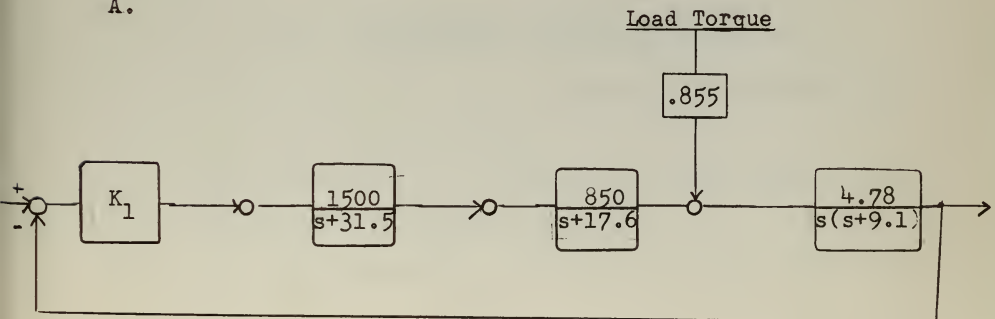 A.
Load Torque
.855
+
-
K1
1500
s+31.5
850
s+17.6
4.78
s(s+9.1)